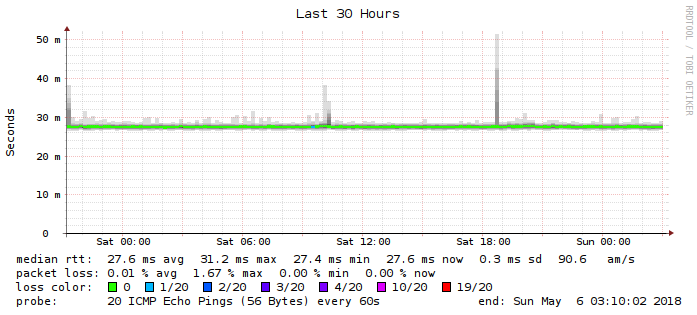 Last 30 Hours
RRDTOOL / TOBI OETIKER
Seconds
50 m
40 m
30 m
20 m
10 m
0
Sat 00:00 Sat 06:00 Sat 12:00 Sat 18:00 Sun 00:00
median rtt: 27.6 ms avg 31.2 ms max 27.4 ms min 27.6 ms now 0.3 ms sd 90.6 am/s
packet loss: 0.01 % avg 1.67 % max 0.00 % min 0.00 % now
loss color: 0 1/20 2/20 3/20 4/20 10/20 19/20
probe: 20 ICMP Echo Pings (56 Bytes) every 60s end: Sun May 6 03:10:02 2018